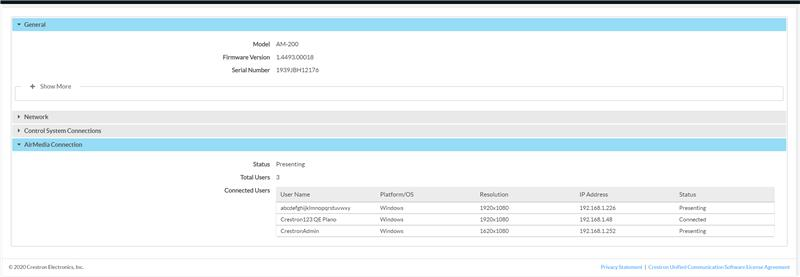 General
Model AM-200
Firmware Version 1.4493.00018
Serial Number 1939JBH12176
+ Show More
Network
Control System Connections
AirMedia Connection
Status Presenting
Total Users 3
Connected Users
User Name Platform/OS Resolution IP Address Status
abcdefghijklmnopqrstuvwxy Windows 1920x1080 192.168.1.226 Presenting
Crestron123 QE Plano Windows 1920x1080 192.168.1.48 Connected
CrestronAdmin Windows 1620x1080 192.168.1.252 Presenting
© 2020 Crestron Electronics, Inc. Privacy Statement | Crestron Unified Communication Software License Agreement